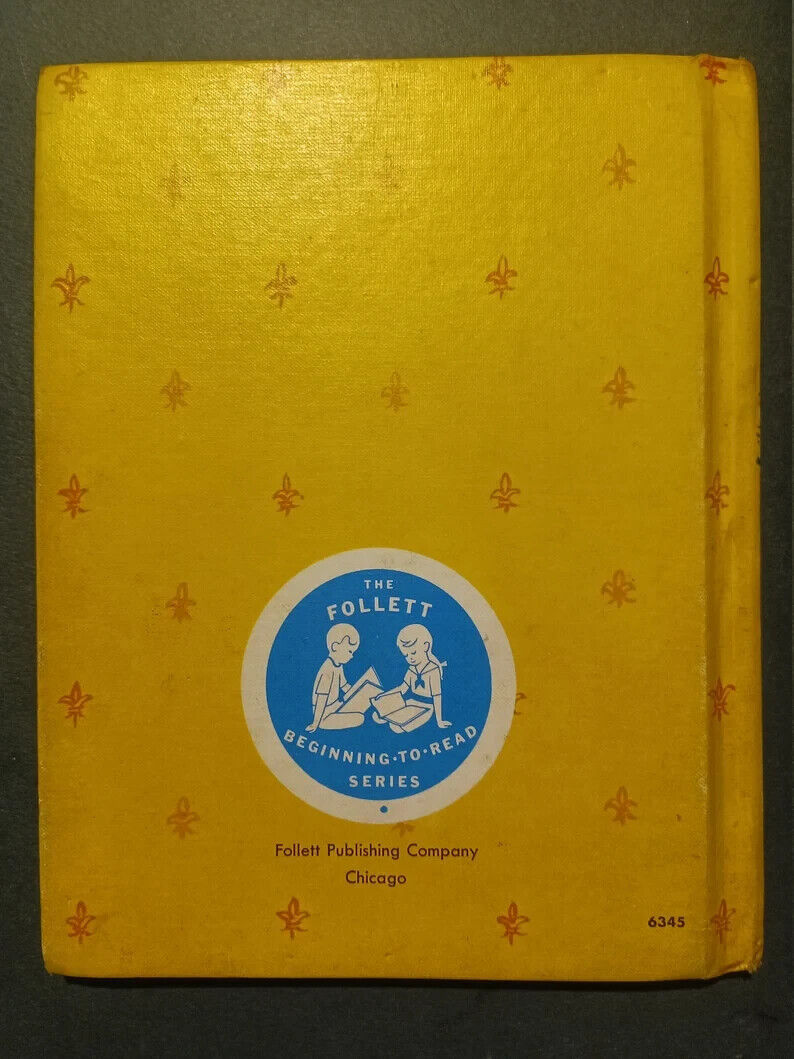 THE
FOLLETT
BEGINNING·TO·READ
SERIES
Follett Publishing Company
Chicago
6345